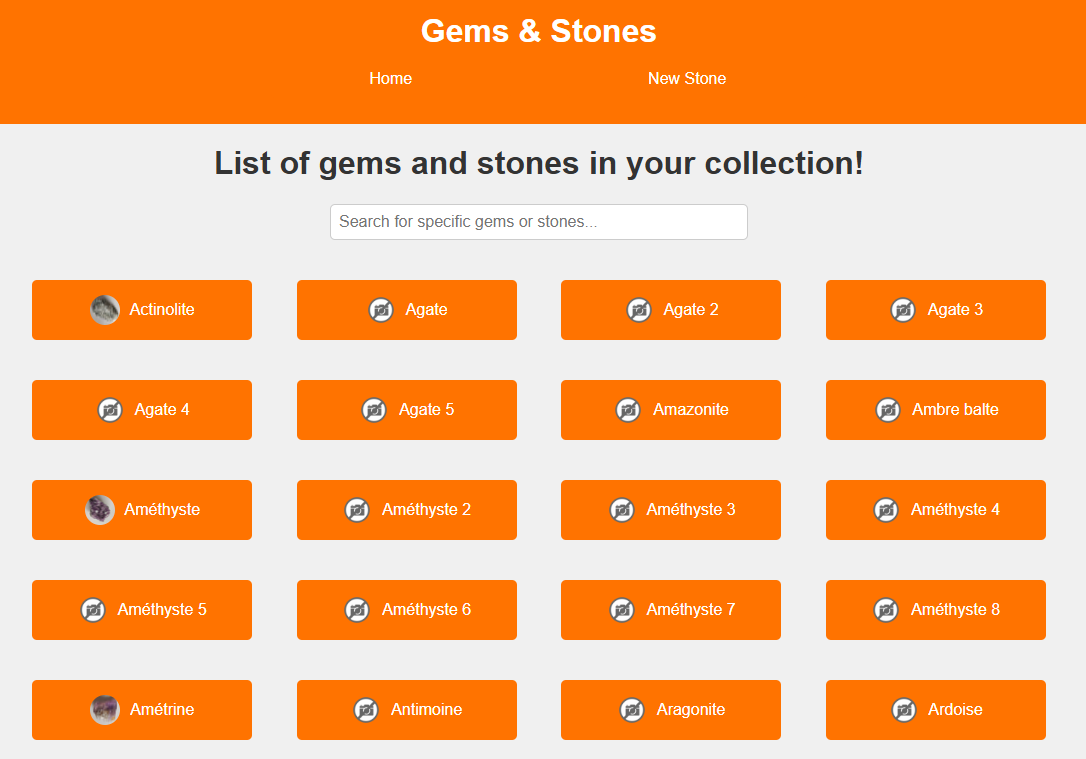 Gems & Stones
Home
New Stone
List of gems and stones in your collection!
Search for specific gems or stones...
Actinolite
Agate
Agate 2
Agate 3
Agate 4
Agate 5
Amazonite
Ambre balte
Améthyste
Améthyste 2
Améthyste 3
Améthyste 4
Améthyste 5
Améthyste 6
Améthyste 7
Améthyste 8
Amétrine
Antimoine
Aragonite
Ardoise